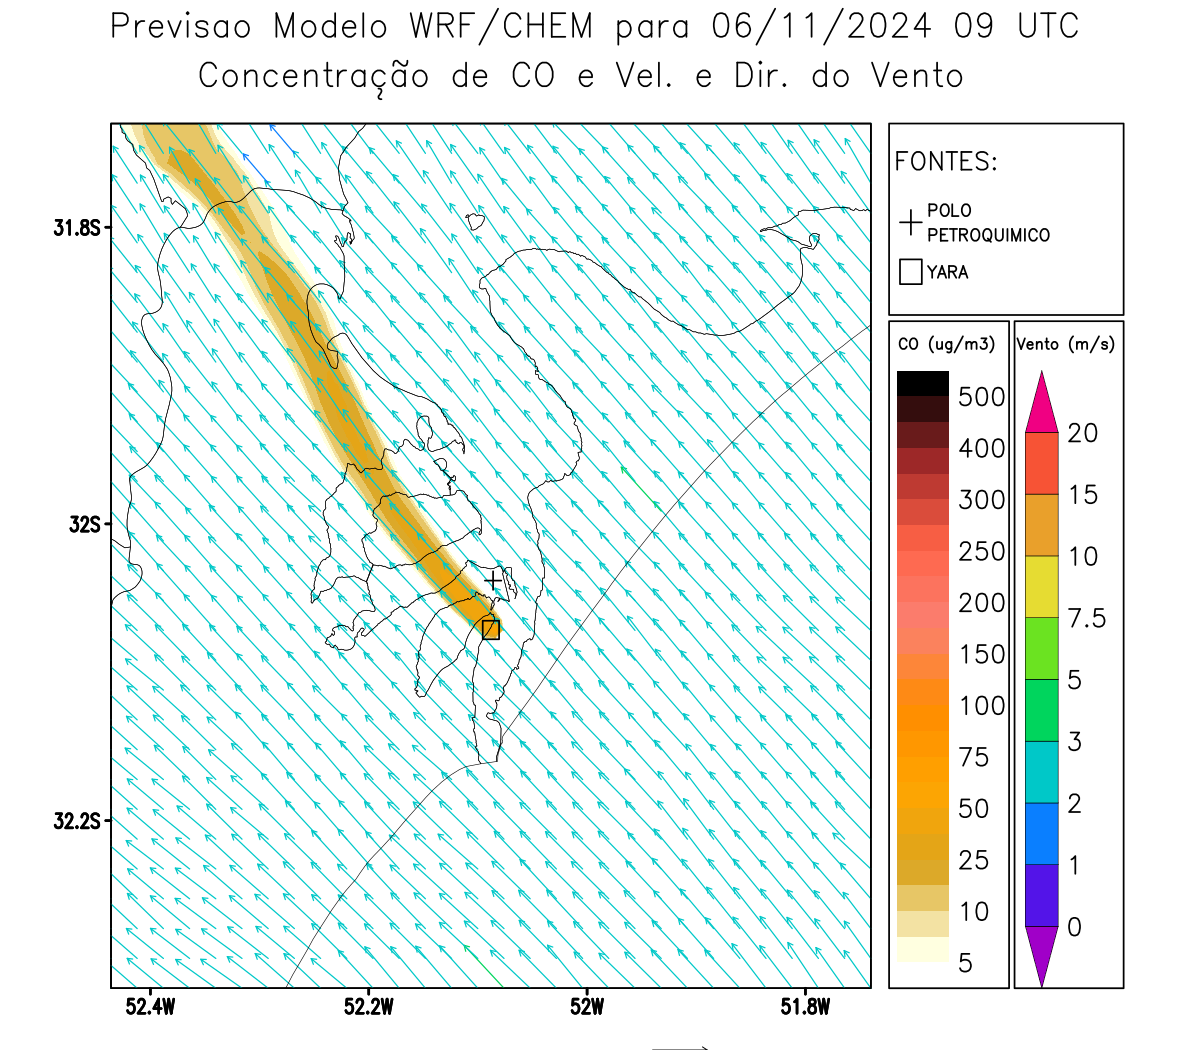 Previsao Modelo WRF/CHEM para 06/11/2024 09 UTC
Concentração de CO e Vel. e Dir. do Vento
FONTES:
POLO
PETROQUIMICO
YARA
CO (ug/m3)
500
400
300
250
200
150
100
75
50
25
10
5
Vento (m/s)
20
15
10
7.5
5
3
2
1
0
31.8S
32S
32.2S
52.4W
52.2W
52W
51.8W